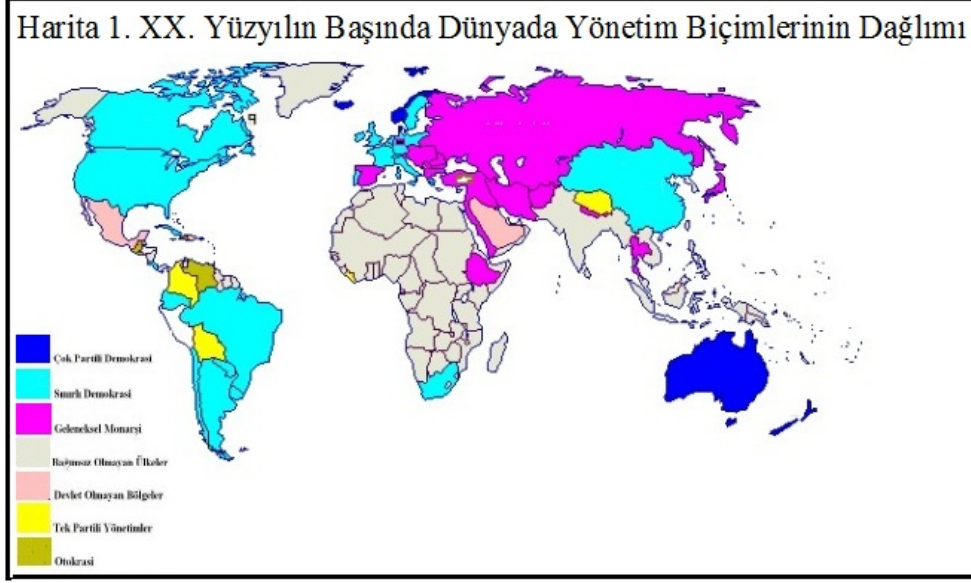 Harita 1. XX. Yüzyılın Başında Dünyada Yönetim Biçimlerinin Dağlımı
Çok Partili Demokrasi
Sınırlı Demokrasi
Geleneksel Monarşi
Bağımsız Olmayan Ülkeler
Devlet Olmayan Bölgeler
Tek Partili Yönetimler
Otokrasi